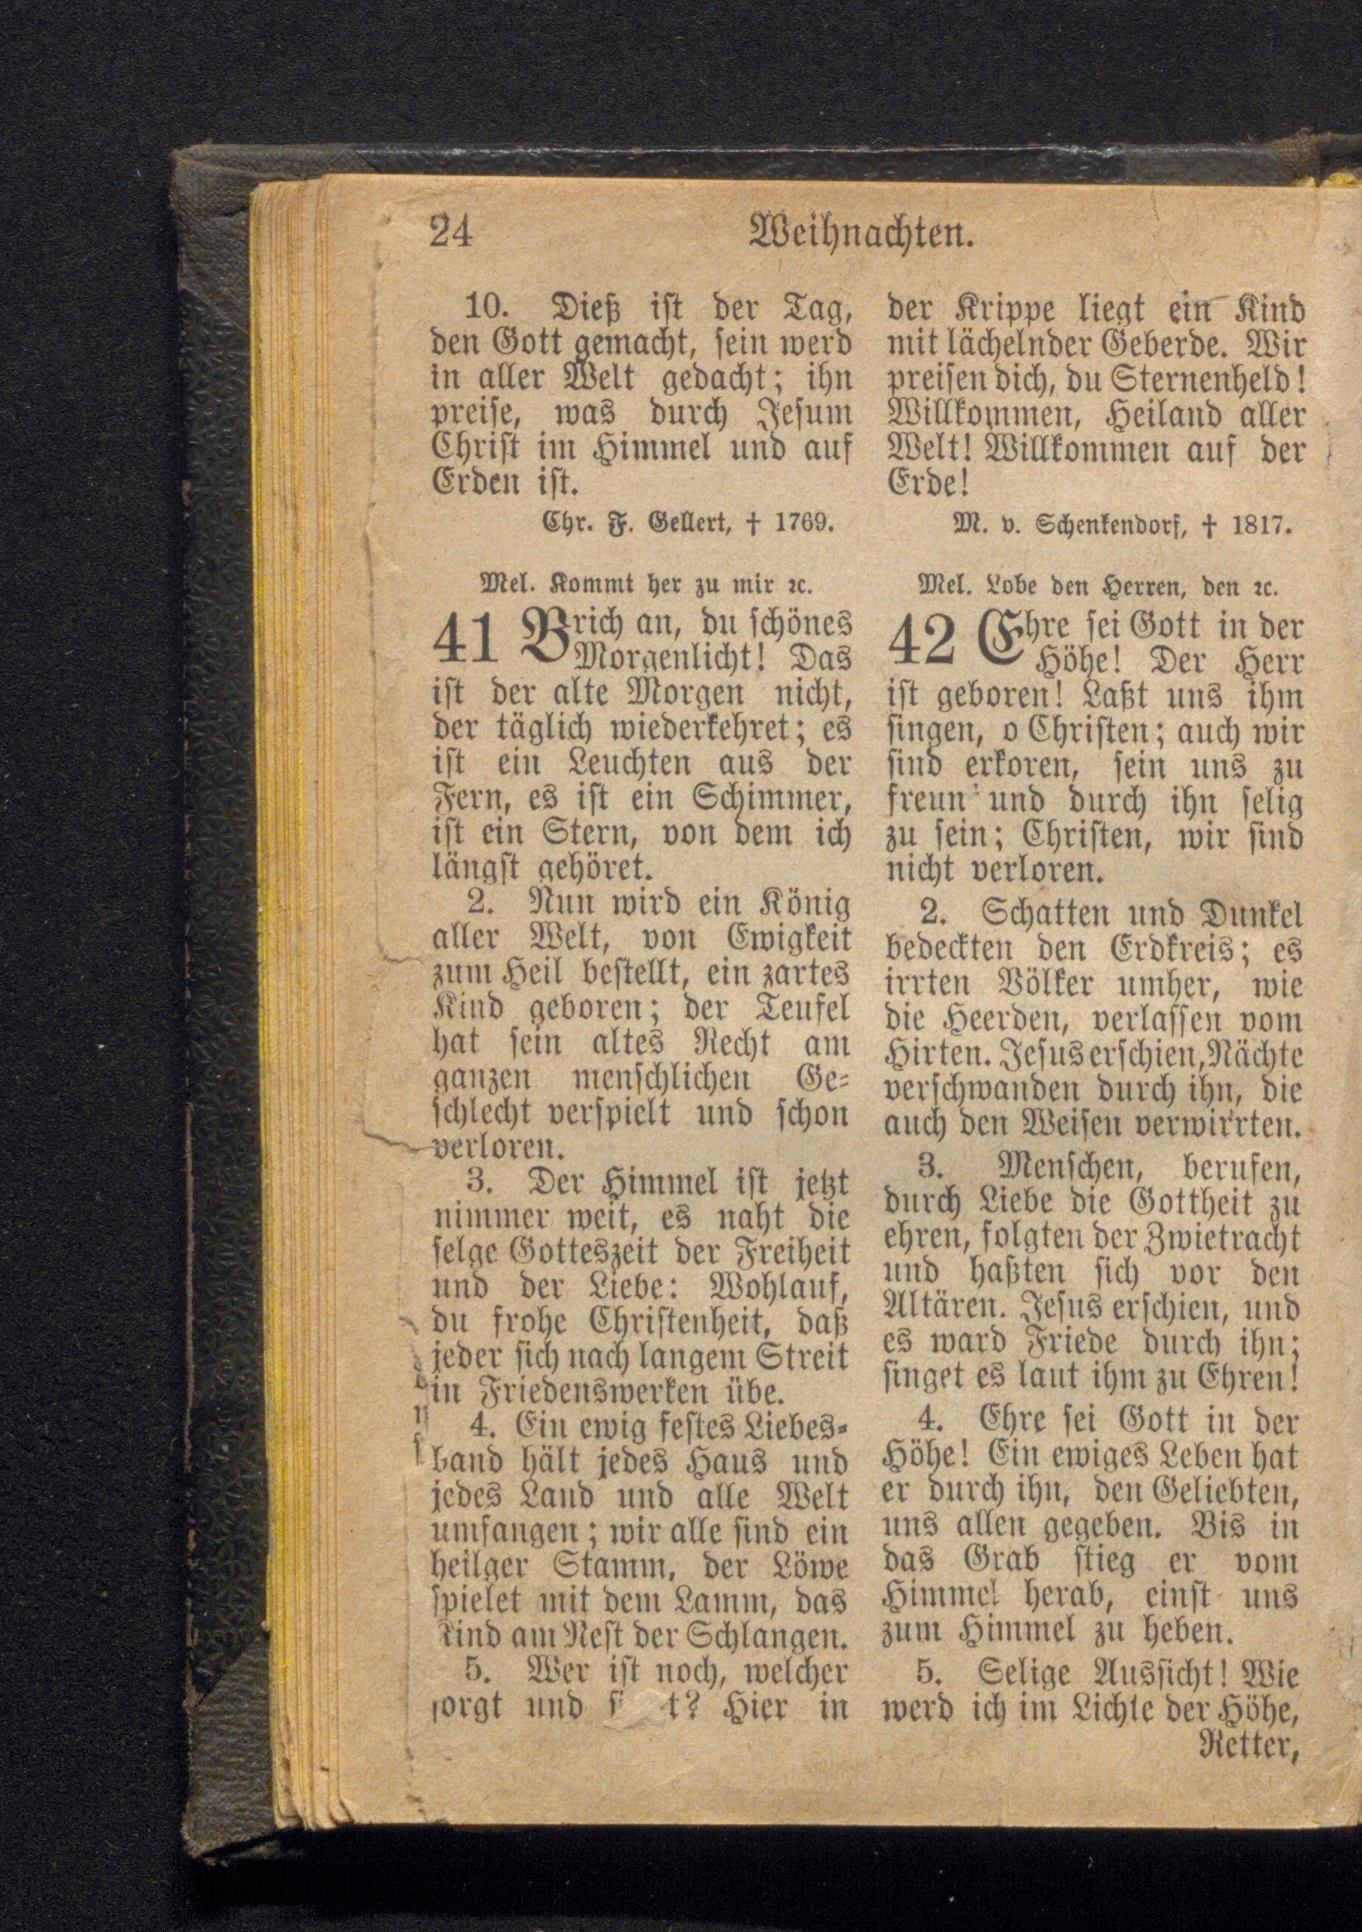 24
Weihnachten.
10. Dieß ist der Tag,
den Gott gemacht, sein werd
in aller Welt gedacht; ihn
preise, was durch Jesum
Christ im Himmel und auf
Erden ist.
Chr. F. Gellert, † 1769.
Mel. Kommt her zu mir ꝛc.
41 Brich an, du schönes
Morgenlicht! Das
ist der alte Morgen nicht,
der täglich wiederkehret; es
ist ein Leuchten aus der
Fern, es ist ein Schimmer,
ist ein Stern, von dem ich
längst gehöret.
2. Nun wird ein König
aller Welt, von Ewigkeit
zum Heil bestellt, ein zartes
Kind geboren; der Teufel
hat sein altes Recht am
ganzen menschlichen Ge-
schlecht verspielt und schon
verloren.
3. Der Himmel ist jetzt
nimmer weit, es naht die
selge Gotteszeit der Freiheit
und der Liebe: Wohlauf,
du frohe Christenheit, daß
jeder sich nach langem Streit
in Friedenswerken übe.
4. Ein ewig festes Liebes-
band hält jedes Haus und
jedes Land und alle Welt
umfangen; wir alle sind ein
heilger Stamm, der Löwe
spielet mit dem Lamm, das
Kind am Nest der Schlangen.
5. Wer ist noch, welcher
sorgt und Hier in
der Krippe liegt ein Kind
mit lächelnder Geberde. Wir
preisen dich, du Sternenheld!
Willkommen, Heiland aller
Welt! Willkommen auf der
Erde!
M. v. Schenkendorf, † 1817.
Mel. Lobe den Herren, den ꝛc.
42 Ehre sei Gott in der
Höhe! Der Herr
ist geboren! Laßt uns ihm
singen, o Christen; auch wir
sind erkoren, sein uns zu
freun und durch ihn selig
zu sein; Christen, wir sind
nicht verloren.
2. Schatten und Dunkel
bedeckten den Erdkreis; es
irrten Völker umher, wie
die Heerden, verlassen vom
Hirten. Jesus erschien, Nächte
verschwanden durch ihn, die
auch den Weisen verwirrten.
3. Menschen, berufen,
durch Liebe die Gottheit zu
ehren, folgten der Zwietracht
und haßten sich vor den
Altären. Jesus erschien, und
es ward Friede durch ihn;
singet es laut ihm zu Ehren!
4. Ehre sei Gott in der
Höhe! Ein ewiges Leben hat
er durch ihn, den Geliebten,
uns allen gegeben. Bis in
das Grab stieg er vom
Himmel herab, einst uns
zum Himmel zu heben.
5. Selige Aussicht! Wie
werd ich im Lichte der Höhe,
Retter,